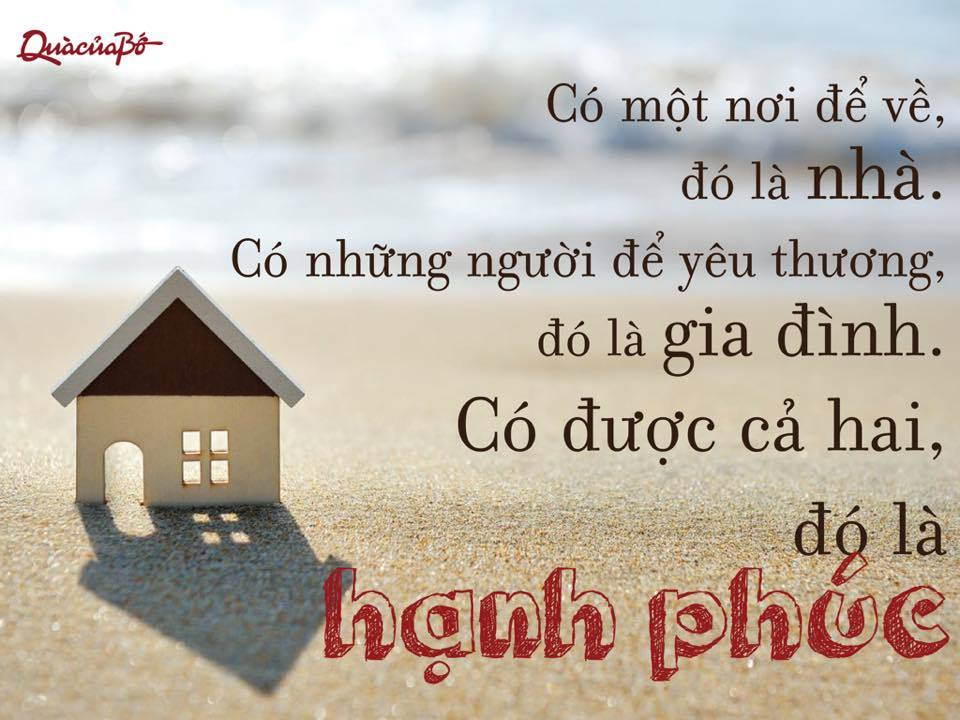 QuàcủaBố
Có một nơi để về,
đó là nhà.
Có những người để yêu thương,
đó là gia đình.
Có được cả hai,
đó là
hạnh phúc